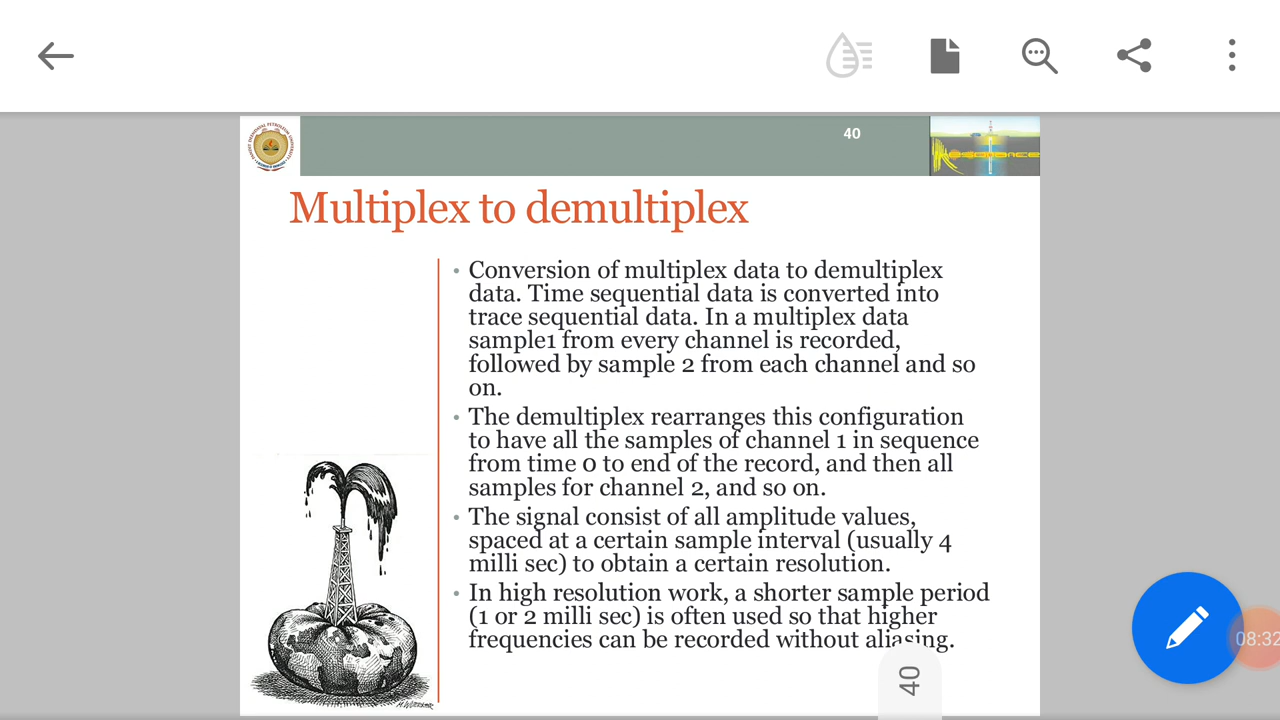 40
Multiplex to demultiplex
• Conversion of multiplex data to demultiplex
data. Time sequential data is converted into
trace sequential data. In a multiplex data
sample1 from every channel is recorded,
followed by sample 2 from each channel and so
on.
• The demultiplex rearranges this configuration
to have all the samples of channel 1 in sequence
from time 0 to end of the record, and then all
samples for channel 2, and so on.
• The signal consist of all amplitude values,
spaced at a certain sample interval (usually 4
milli sec) to obtain a certain resolution.
• In high resolution work, a shorter sample period
(1 or 2 milli sec) is often used so that higher
frequencies can be recorded without aliasing.
08:32
40